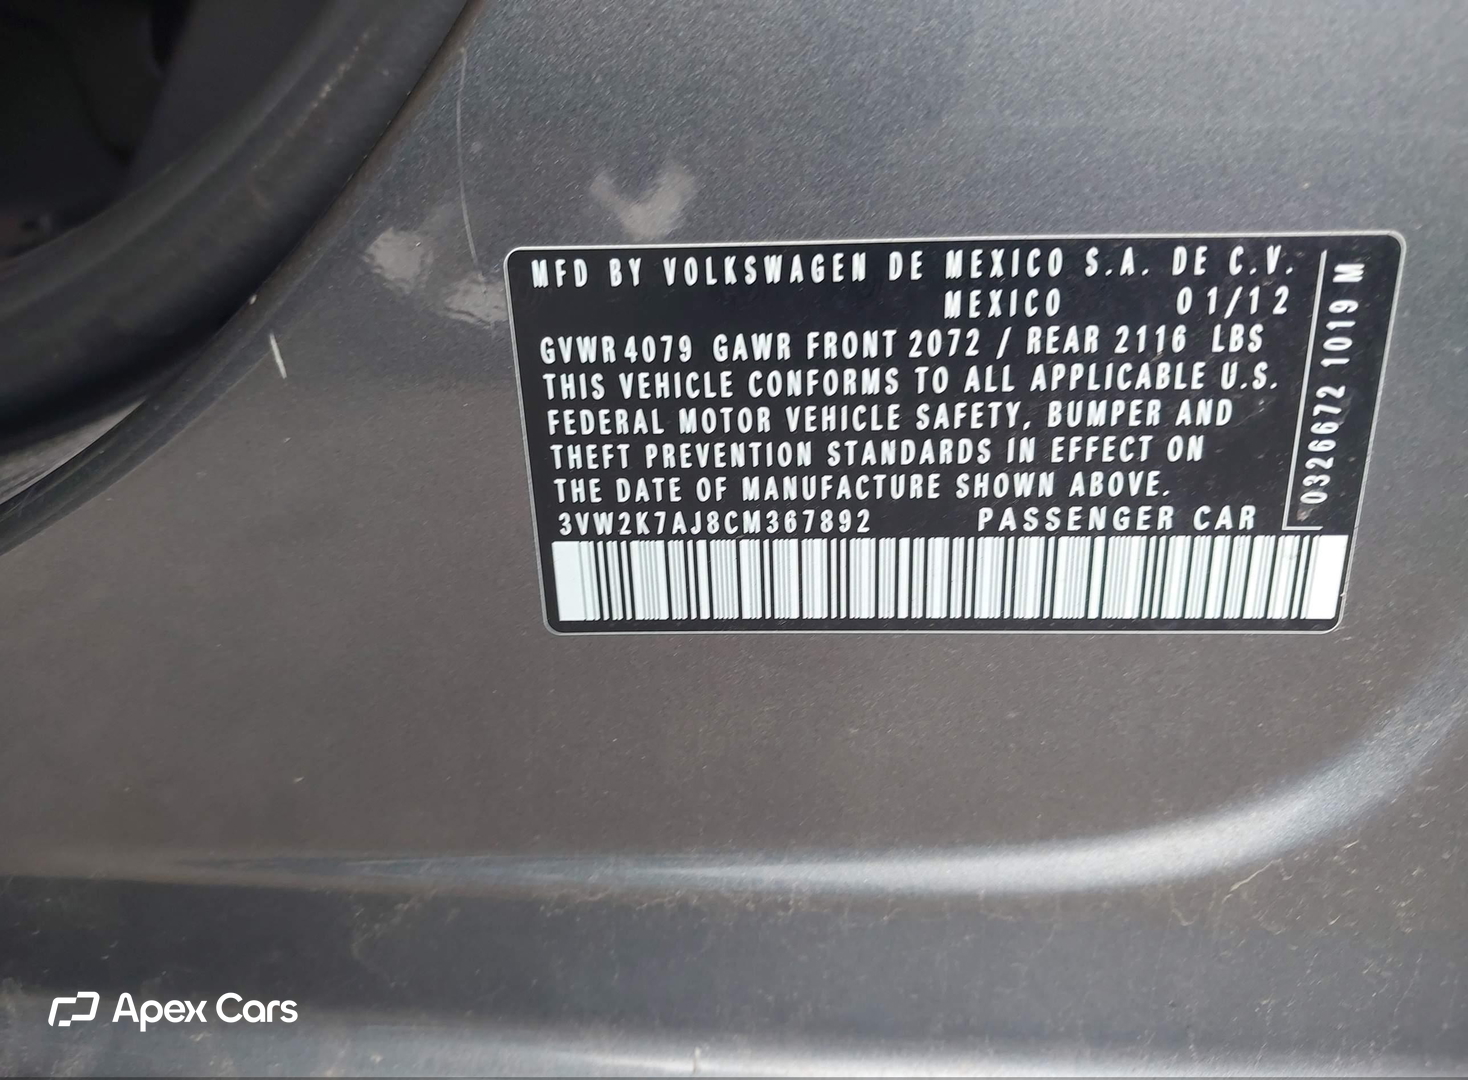 MFD BY VOLKSWAGEN DE MEXICO S.A. DE C.V.
MEXICO 01/12
GVWR 4079 GAWR FRONT 2072 / REAR 2116 LBS
THIS VEHICLE CONFORMS TO ALL APPLICABLE U.S.
FEDERAL MOTOR VEHICLE SAFETY, BUMPER AND
THEFT PREVENTION STANDARDS IN EFFECT ON
THE DATE OF MANUFACTURE SHOWN ABOVE.
3VW2K7AJ8CM367892 PASSENGER CAR
0326672 1019 M
Apex Cars